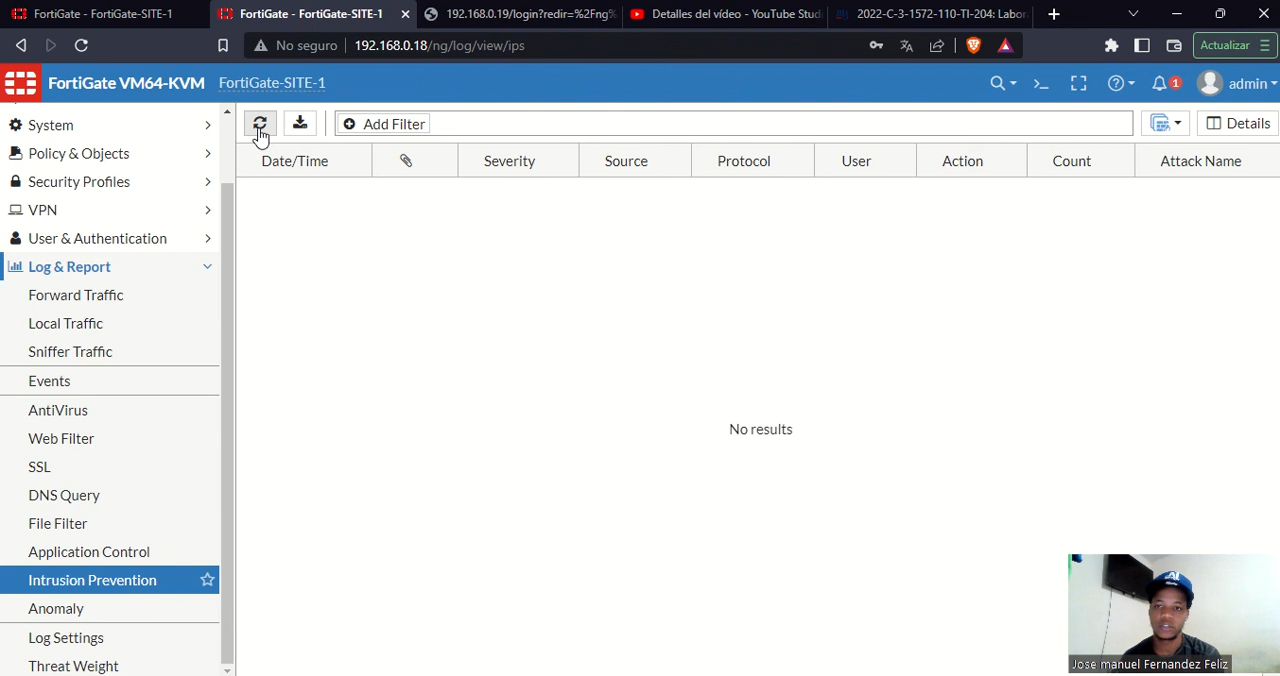 FortiGate - FortiGate-SITE-1
FortiGate - FortiGate-SITE-1
192.168.0.19/login?redir=%2Fng%
Detalles del vídeo - YouTube Studi
2022-C-3-1572-110-TI-204: Labor
No seguro
192.168.0.18/ng/log/view/ips
Actualizar
FortiGate VM64-KVM
FortiGate-SITE-1
1
admin
System
Policy & Objects
Security Profiles
VPN
User & Authentication
Log & Report
Forward Traffic
Local Traffic
Sniffer Traffic
Events
AntiVirus
Web Filter
SSL
DNS Query
File Filter
Application Control
Intrusion Prevention
Anomaly
Log Settings
Threat Weight
Add Filter
Details
Date/Time Severity Source Protocol User Action Count Attack Name
No results
Jose manuel Fernandez Feliz